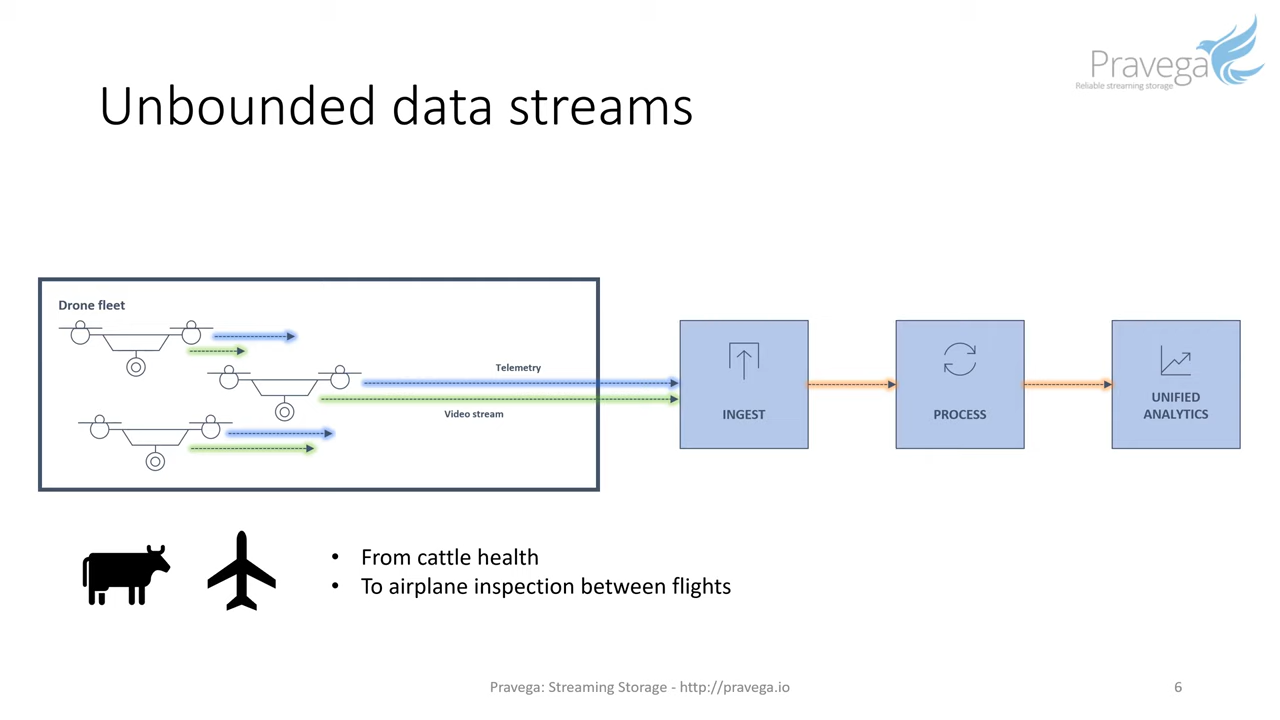 Pravega
Reliable streaming storage
Unbounded data streams
Drone fleet
Telemetry
Video stream
INGEST
PROCESS
UNIFIED
ANALYTICS
• From cattle health
• To airplane inspection between flights
Pravega: Streaming Storage - http://pravega.io
6